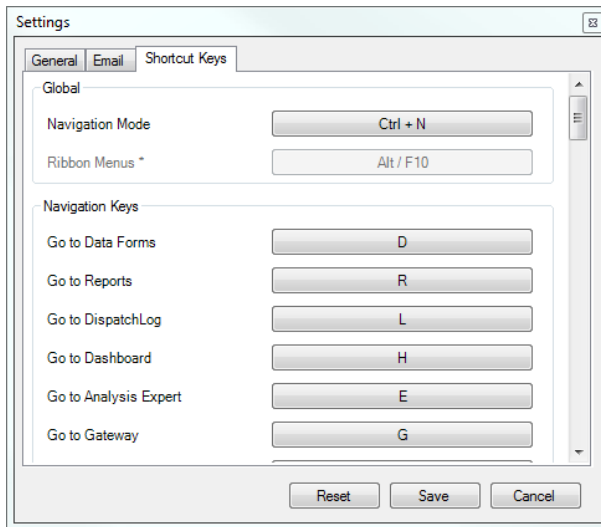 Settings
General Email Shortcut Keys
Global
Navigation Mode Ctrl + N
Ribbon Menus * Alt / F10
Navigation Keys
Go to Data Forms D
Go to Reports R
Go to DispatchLog L
Go to Dashboard H
Go to Analysis Expert E
Go to Gateway G
Reset Save Cancel